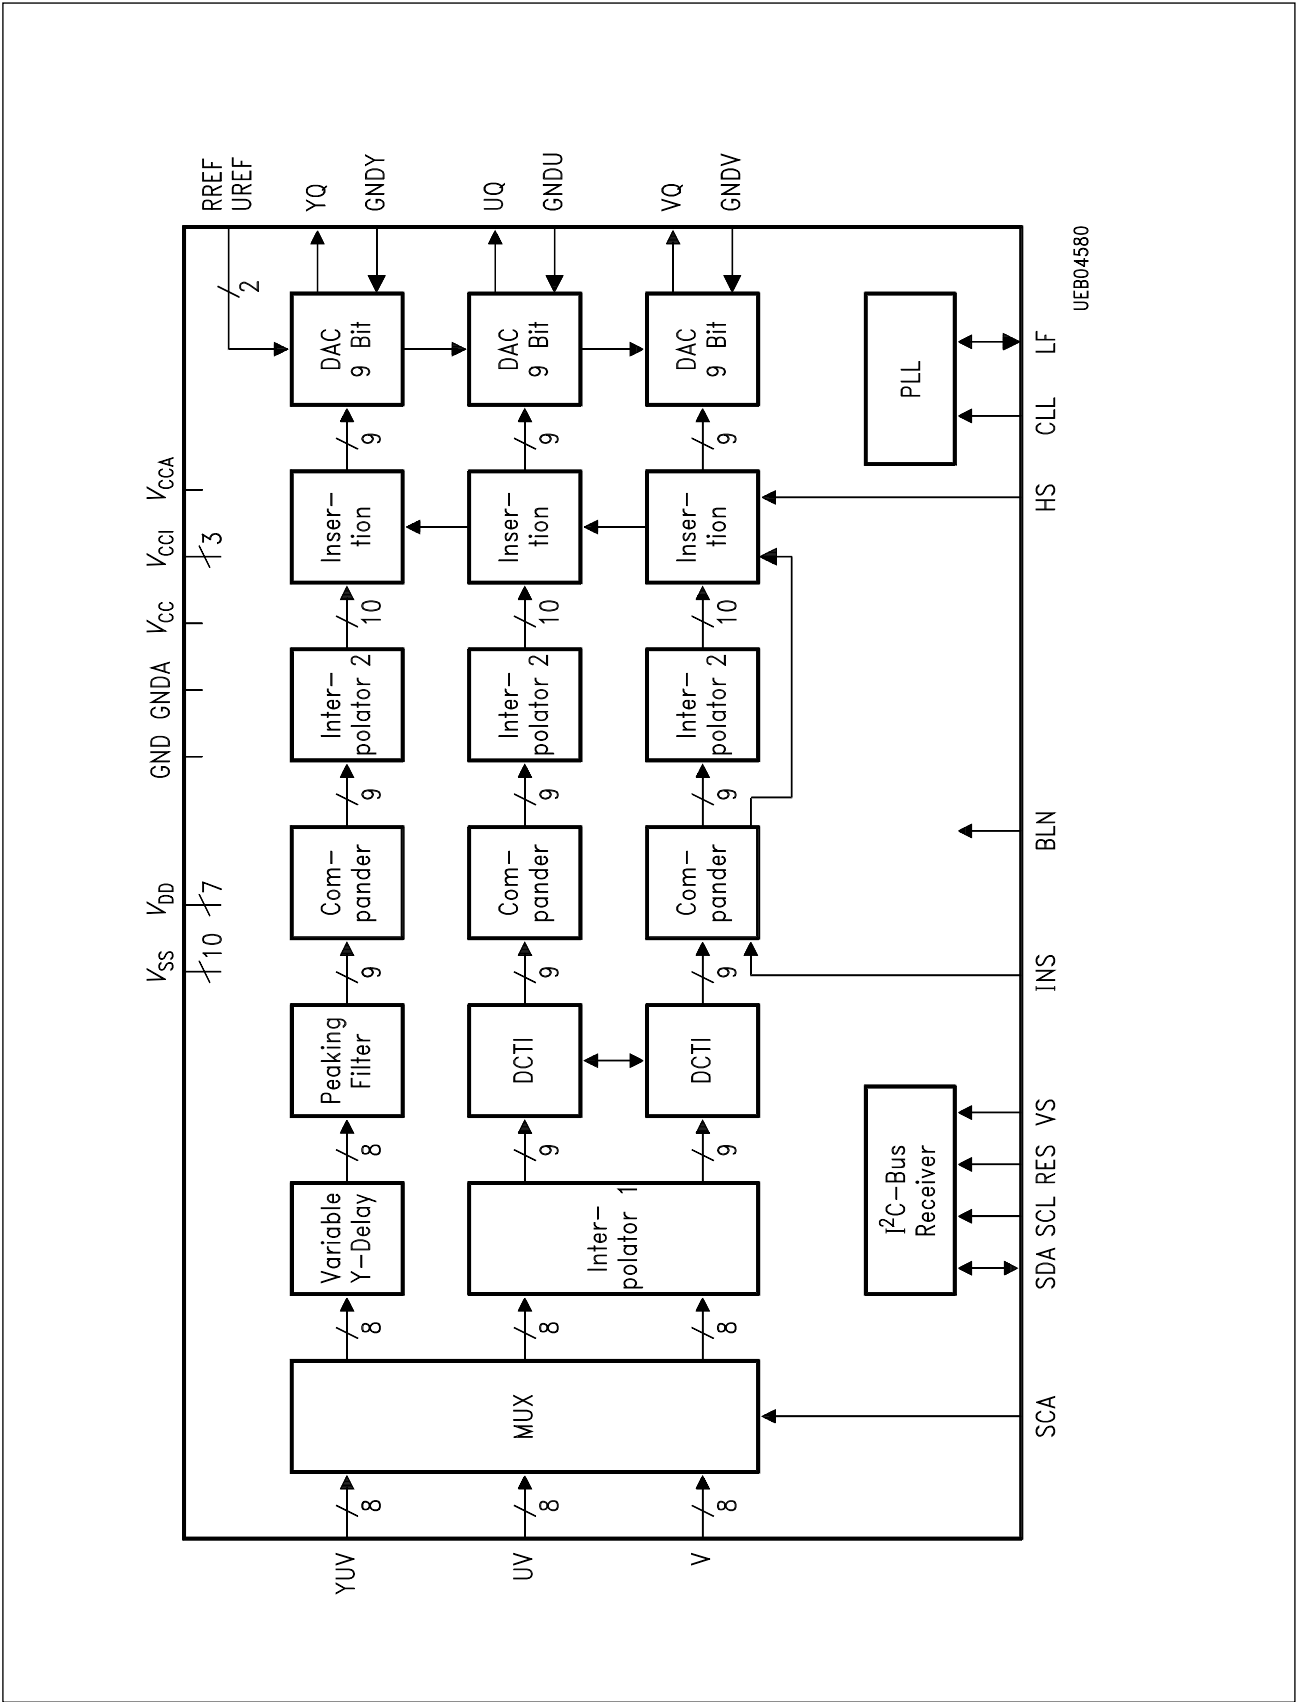 V_SS
10
V_DD
7
GND
GNDA
V_CC
V_CCI
3
V_CCA
RREF
UREF
2
YUV
8
8
Variable
Y-Delay
8
Peaking
Filter
9
Com-
pander
9
Inter-
polator 2
10
Inser-
tion
9
DAC
9 Bit
YQ
GNDY
UV
8
MUX
8
Inter-
polator 1
9
DCTI
9
Com-
pander
9
Inter-
polator 2
10
Inser-
tion
9
DAC
9 Bit
UQ
GNDU
V
8
8
9
DCTI
9
Com-
pander
9
Inter-
polator 2
10
Inser-
tion
9
DAC
9 Bit
VQ
GNDV
I²C-Bus
Receiver
PLL
SCA
SDA
SCL
RES
VS
INS
BLN
HS
CLL
LF
UEB04580